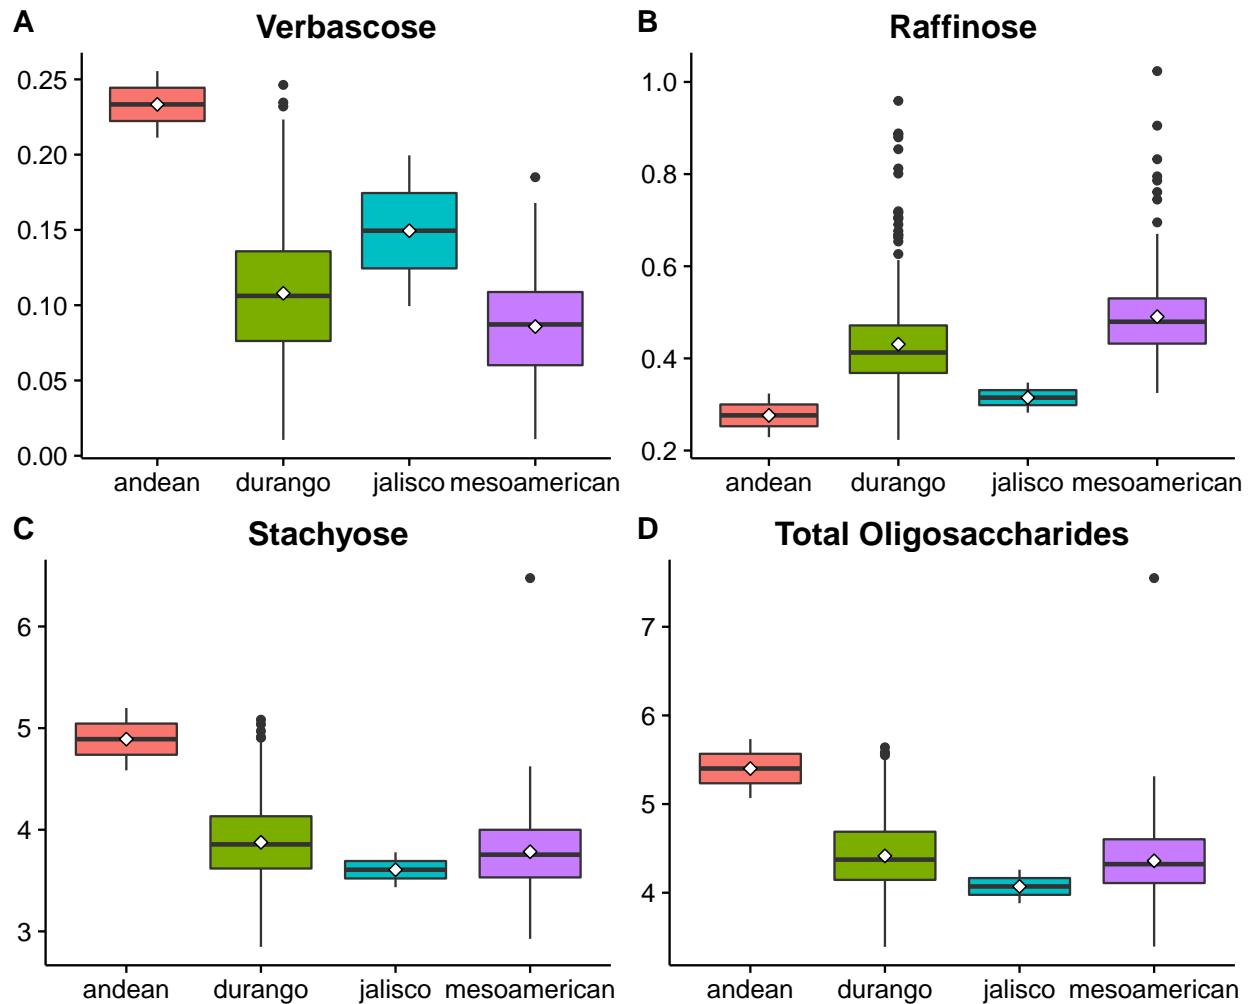 A Verbascose
0.25
0.20
0.15
0.10
0.05
0.00
andean durango jalisco mesoamerican
B Raffinose
1.0
0.8
0.6
0.4
0.2
andean durango jalisco mesoamerican
C Stachyose
6
5
4
3
andean durango jalisco mesoamerican
D Total Oligosaccharides
7
6
5
4
andean durango jalisco mesoamerican